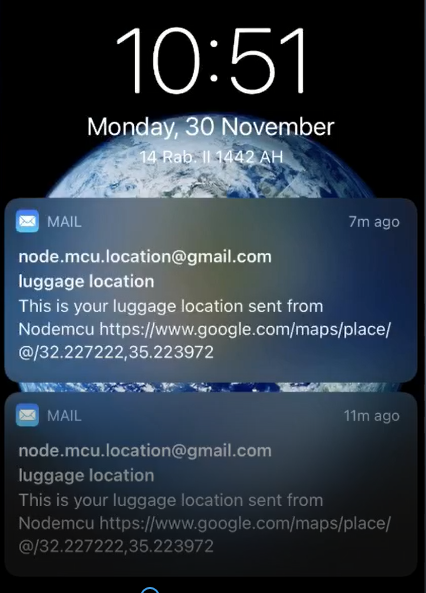 10:51
Monday, 30 November
14 Rab. II 1442 AH
MAIL 7m ago
node.mcu.location@gmail.com
luggage location
This is your luggage location sent from
Nodemcu https://www.google.com/maps/place/
@/32.227222,35.223972
MAIL 11m ago
node.mcu.location@gmail.com
luggage location
This is your luggage location sent from
Nodemcu https://www.google.com/maps/place/
@/32.227222,35.223972